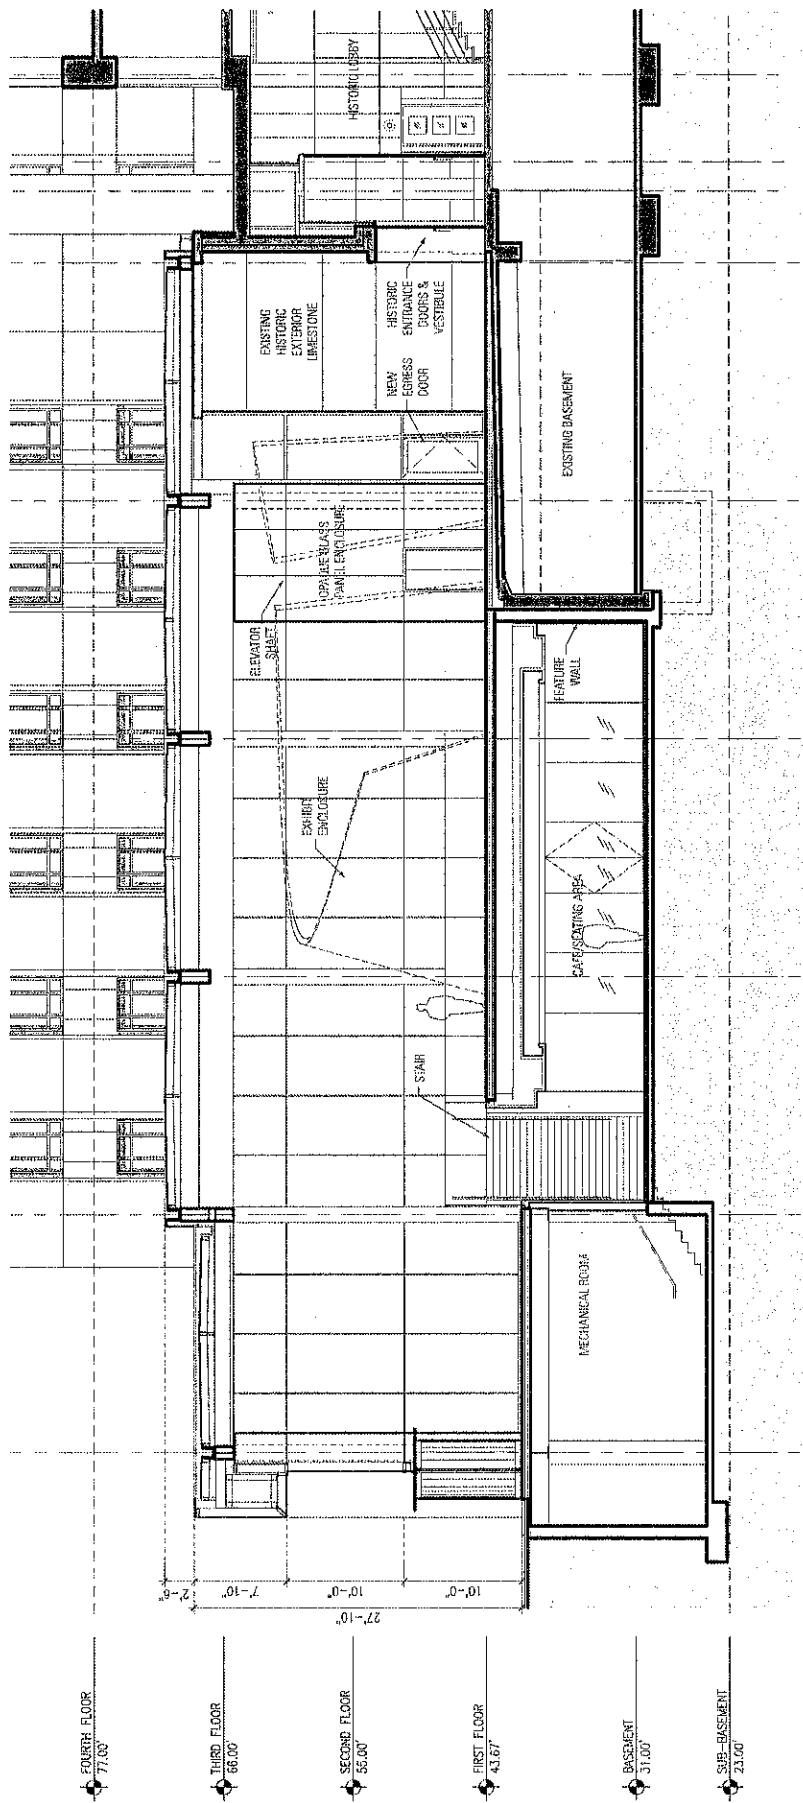 HISTORIC LOBBY
EXISTING
HISTORIC
EXTERIOR
LIMESTONE
HISTORIC
ENTRANCE
DOORS &
VESTIBULE
NEW
EGRESS
DOOR
EXISTING BASEMENT
OPAQUE GLASS
PANEL ENCLOSURE
ELEVATOR
SHAFT
FEATURE
WALL
EXHIBIT
ENCLOSURE
CAFE/SEATING AREA
STAIR
MECHANICAL ROOM
2'-6"
7'-10"
10'-0"
10'-0"
27'-10"
FOURTH FLOOR
77.00'
THIRD FLOOR
66.00'
SECOND FLOOR
55.00'
FIRST FLOOR
43.67'
BASEMENT
31.00'
SUB-BASEMENT
23.00'